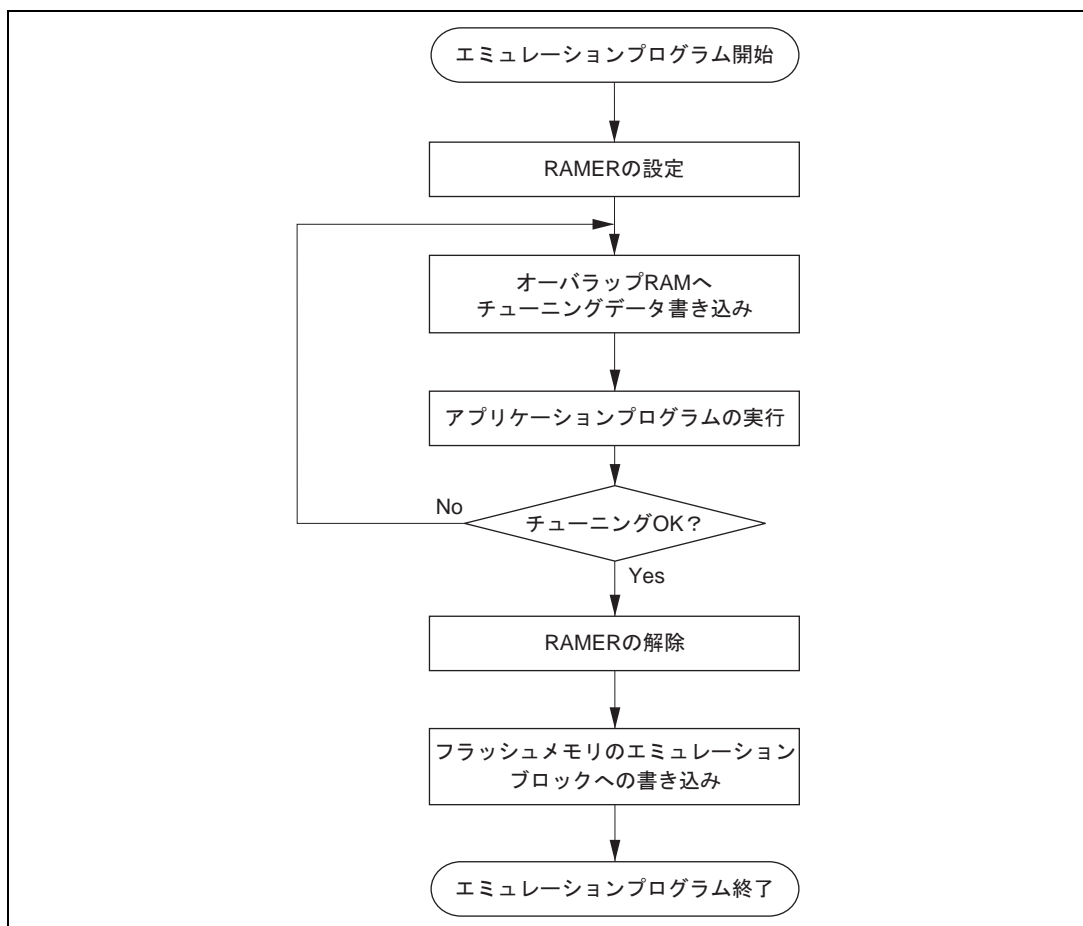 エミュレーションプログラム開始
RAMERの設定
オーバラップRAMへ
チューニングデータ書き込み
アプリケーションプログラムの実行
No
チューニングOK？
Yes
RAMERの解除
フラッシュメモリのエミュレーション
ブロックへの書き込み
エミュレーションプログラム終了